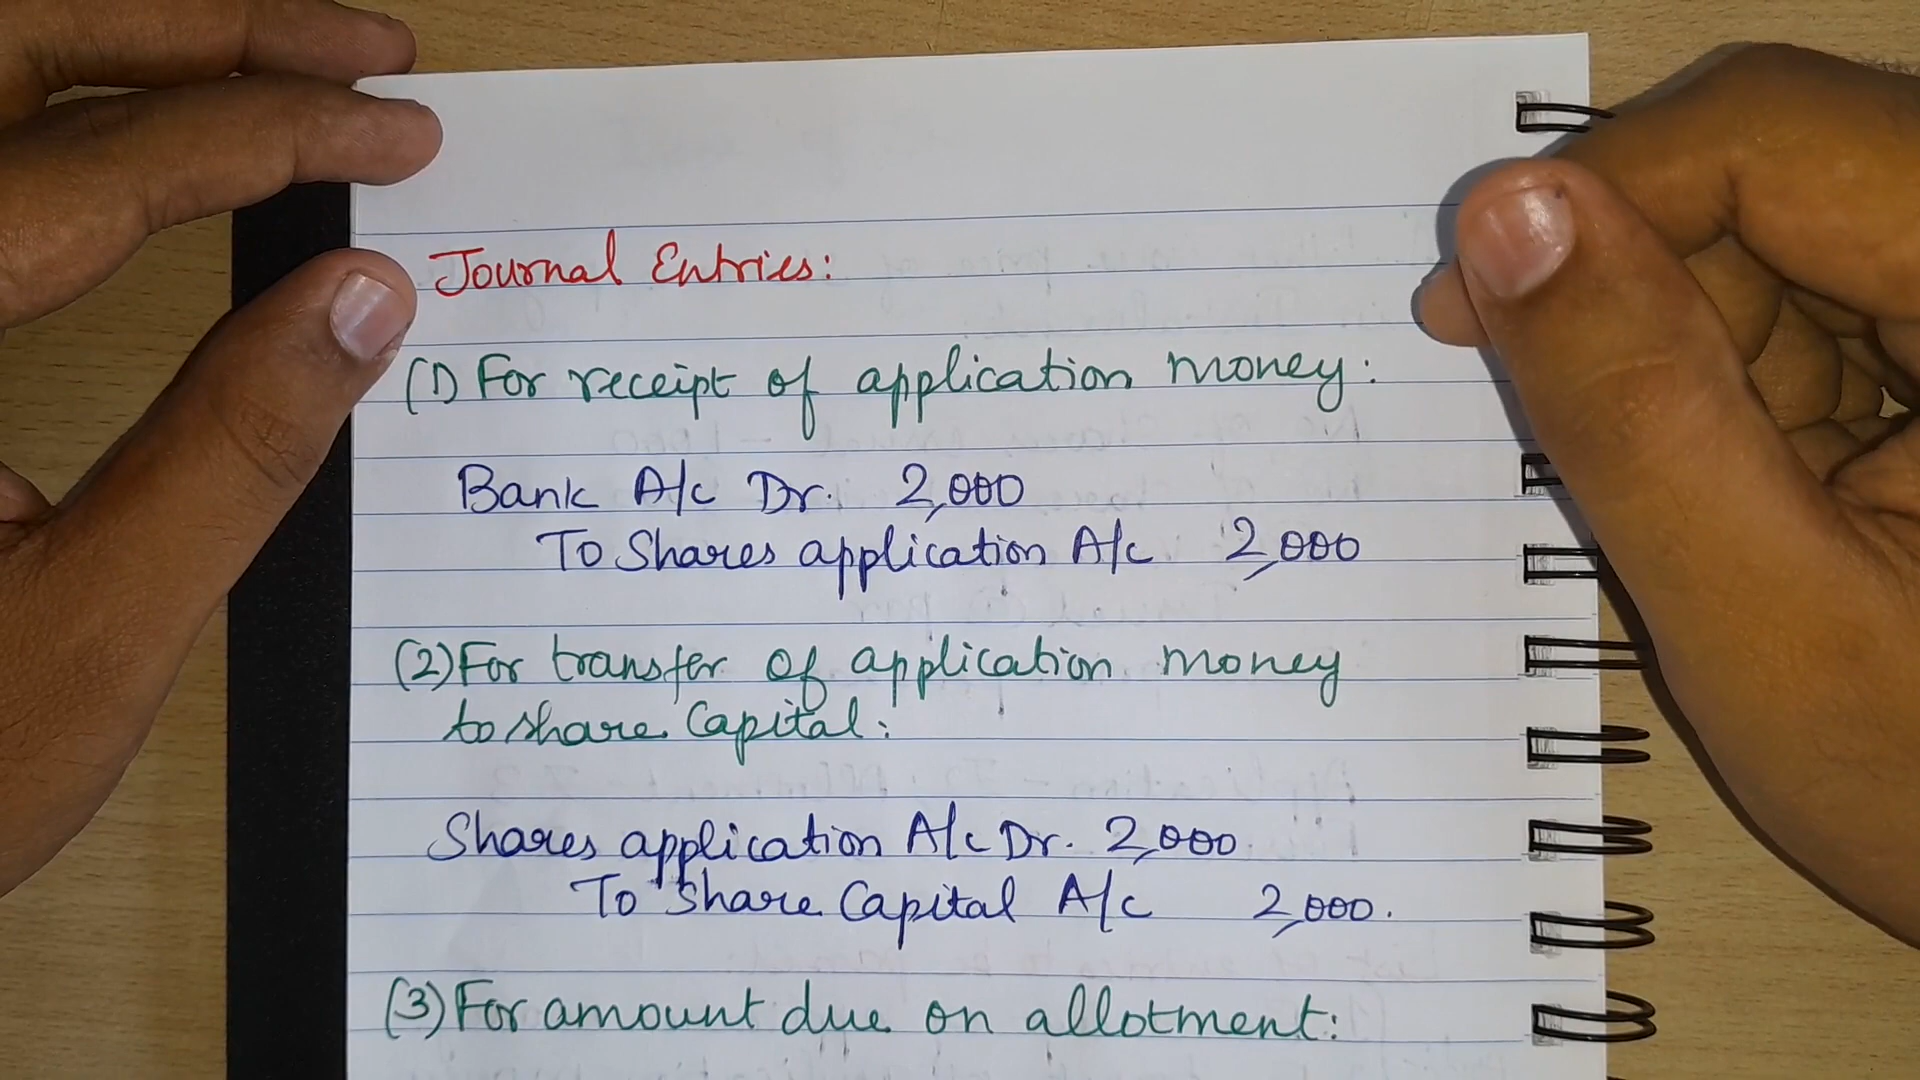 Journal Entries:
(1) For receipt of application money:
Bank A/c Dr. 2,000
To Shares application A/c 2,000
(2) For transfer of application money
to share Capital:
Shares application A/c Dr. 2,000
To Share Capital A/c 2,000.
(3) For amount due on allotment: